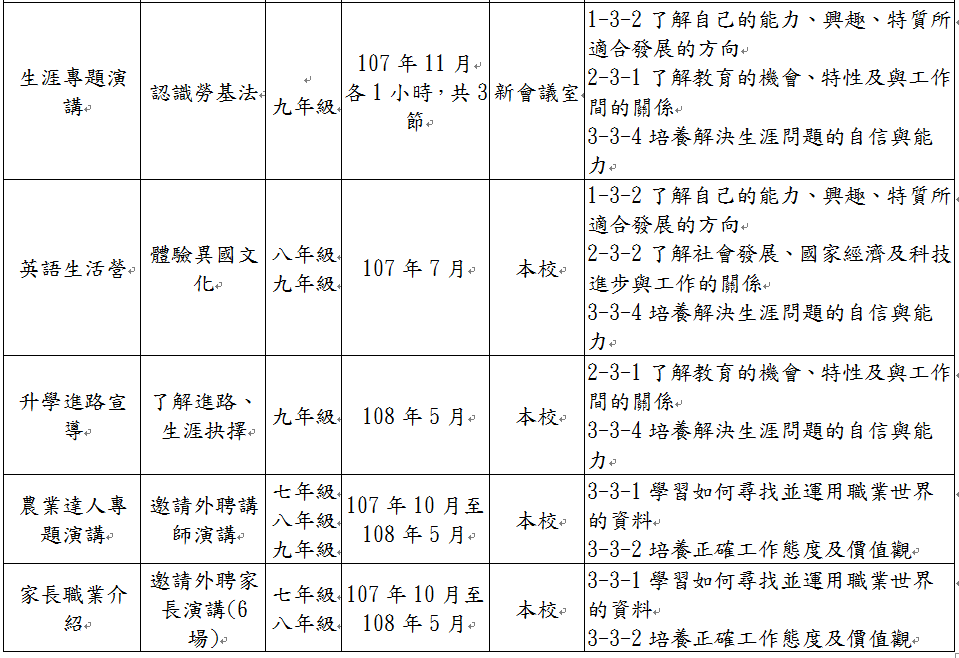 生涯專題演
講
認識勞基法
九年級
107 年 11 月
各 1 小時，共 3
節
新會議室
1-3-2 了解自己的能力、興趣、特質所
適合發展的方向
2-3-1 了解教育的機會、特性及與工作
間的關係
3-3-4 培養解決生涯問題的自信與能
力
英語生活營
體驗異國文
化
八年級
九年級
107 年 7 月
本校
1-3-2 了解自己的能力、興趣、特質所
適合發展的方向
2-3-2 了解社會發展、國家經濟及科技
進步與工作的關係
3-3-4 培養解決生涯問題的自信與能
力
升學進路宣
導
了解進路、
生涯抉擇
九年級
108 年 5 月
本校
2-3-1 了解教育的機會、特性及與工作
間的關係
3-3-4 培養解決生涯問題的自信與能
力
農業達人專
題演講
邀請外聘講
師演講
七年級
八年級
九年級
107 年 10 月至
108 年 5 月
本校
3-3-1 學習如何尋找並運用職業世界
的資料
3-3-2 培養正確工作態度及價值觀
家長職業介
紹
邀請外聘家
長演講(6
場)
七年級
八年級
107 年 10 月至
108 年 5 月
本校
3-3-1 學習如何尋找並運用職業世界
的資料
3-3-2 培養正確工作態度及價值觀